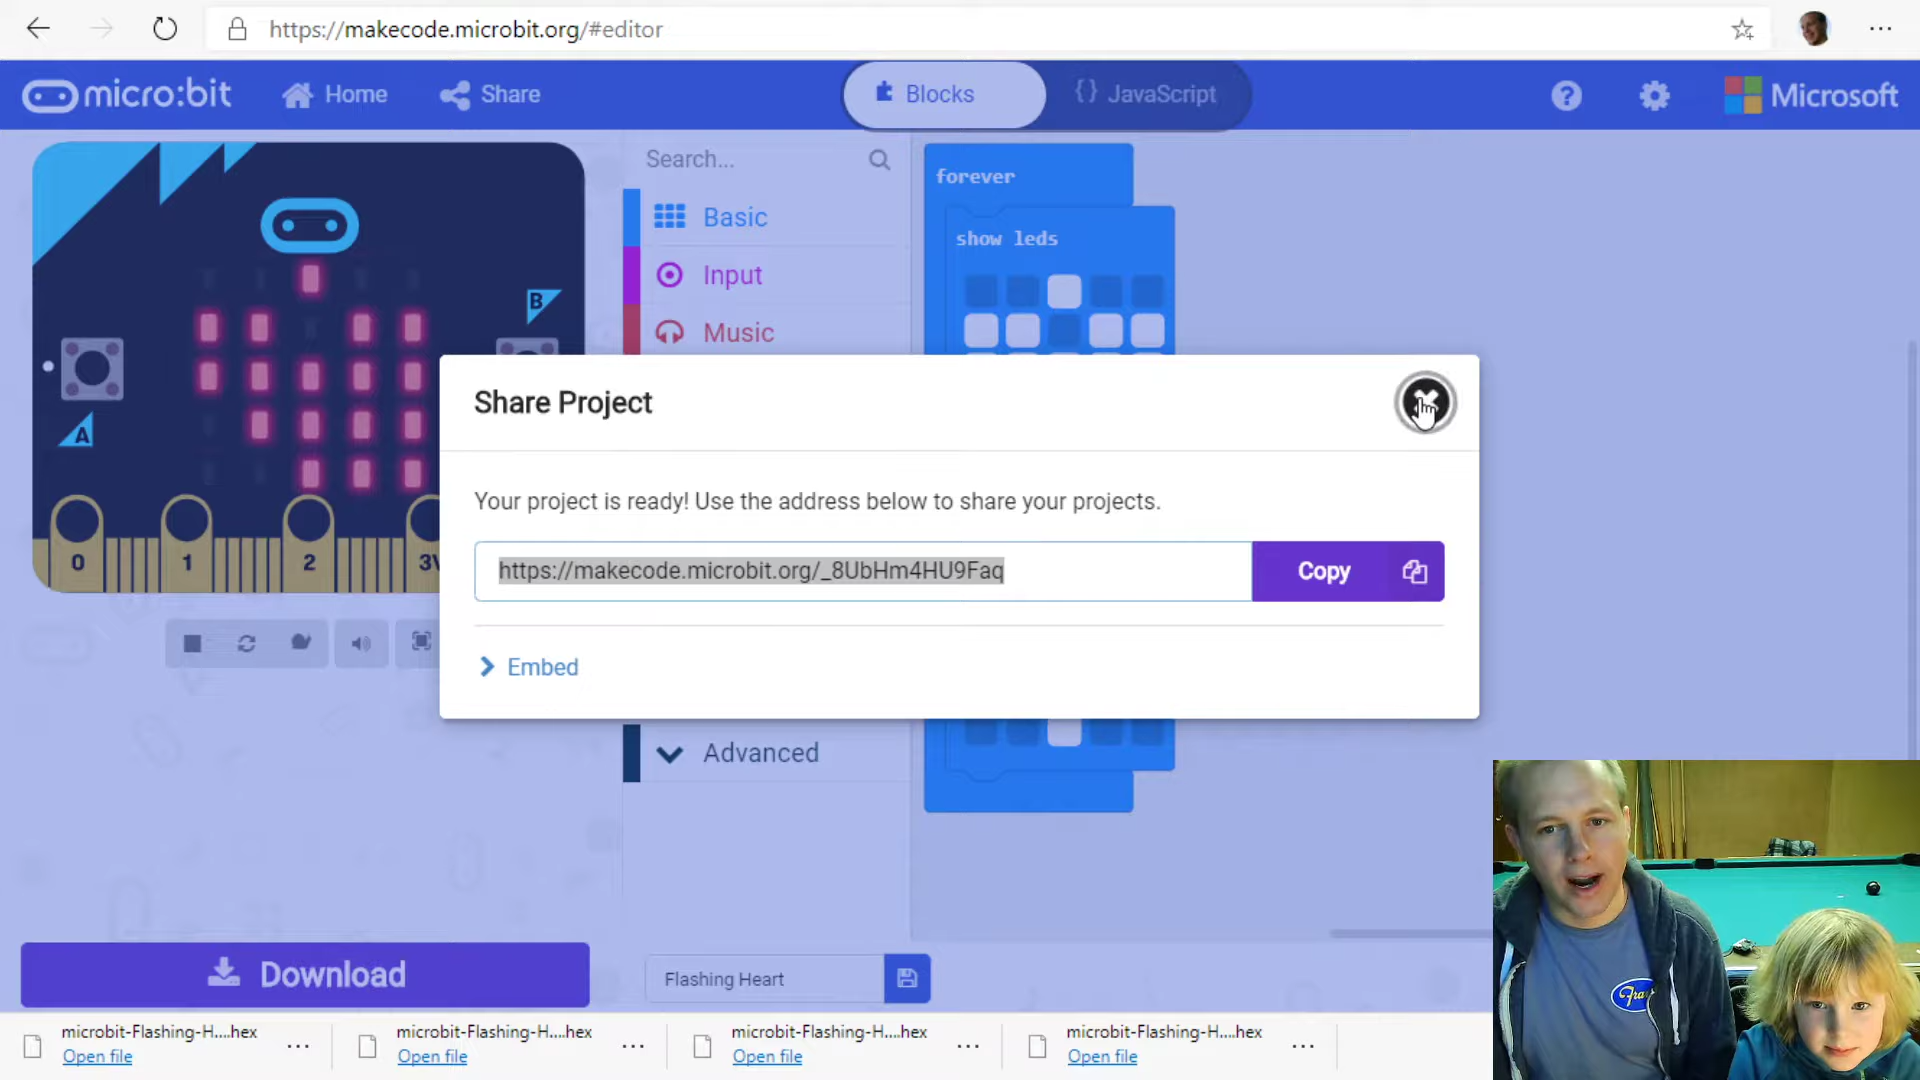 https://makecode.microbit.org/#editor
micro:bit
Home
Share
Blocks
{} JavaScript
Microsoft
Search...
Basic
Input
Music
Advanced
forever
show leds
B
A
0
1
2
3V
Share Project
Your project is ready! Use the address below to share your projects.
https://makecode.microbit.org/_8UbHm4HU9Faq
Copy
Embed
Download
Flashing Heart
microbit-Flashing-H....hex
Open file
microbit-Flashing-H....hex
Open file
microbit-Flashing-H....hex
Open file
microbit-Flashing-H....hex
Open file